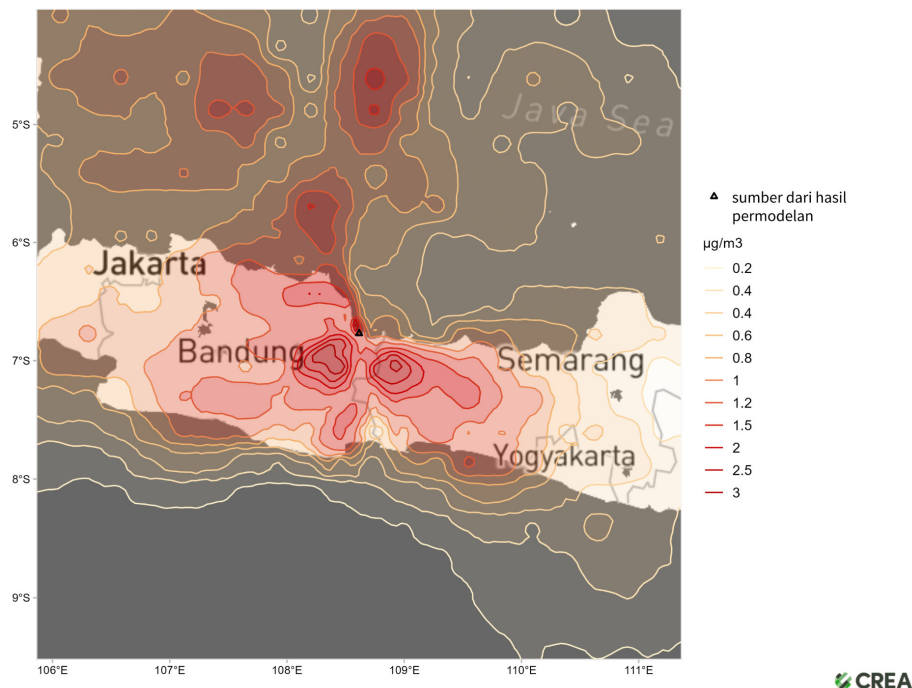 Java Sea
5°S
6°S
Jakarta
Bandung
7°S
Semarang
Yogyakarta
8°S
9°S
106°E
107°E
108°E
109°E
110°E
111°E
sumber dari hasil
permodelan
µg/m3
0.2
0.4
0.4
0.6
0.8
1
1.2
1.5
2
2.5
3
CREA